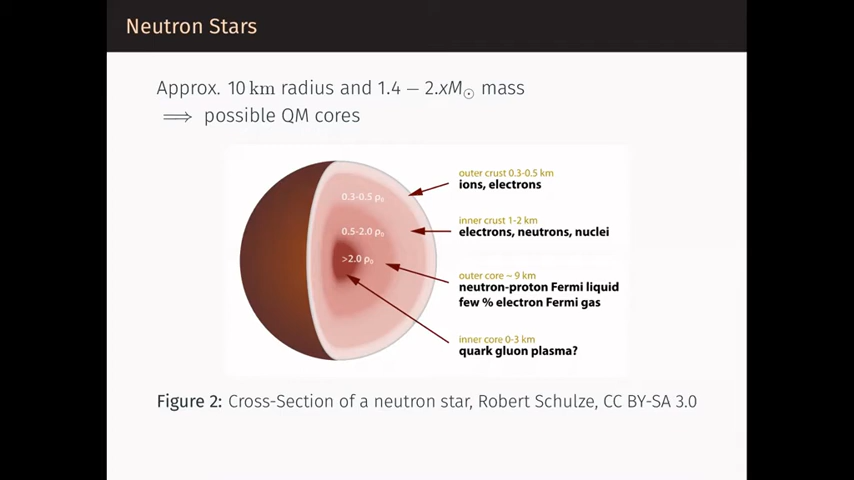 Neutron Stars
Approx. 10 km radius and 1.4 − 2.xM☉ mass
⟹ possible QM cores
outer crust 0.3-0.5 km
ions, electrons
0.3-0.5 ρ₀
inner crust 1-2 km
electrons, neutrons, nuclei
0.5-2.0 ρ₀
>2.0 ρ₀
outer core ~ 9 km
neutron-proton Fermi liquid
few % electron Fermi gas
inner core 0-3 km
quark gluon plasma?
Figure 2: Cross-Section of a neutron star, Robert Schulze, CC BY-SA 3.0